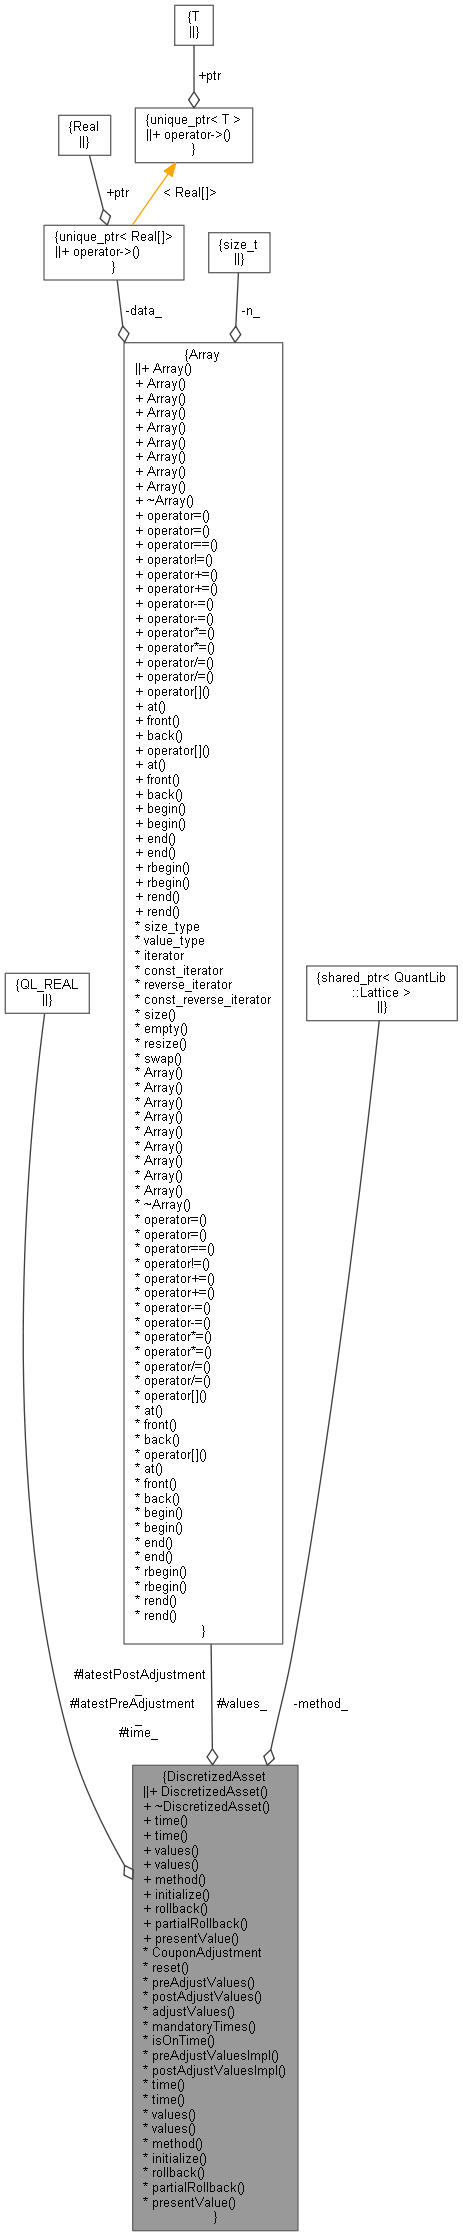 {T
||}
+ptr
{unique_ptr< T >
||+ operator->()
}
{Real
||}
+ptr
< Real[]>
{unique_ptr< Real[]>
||+ operator->()
}
{size_t
||}
-data_
-n_
{Array
||+ Array()
+ Array()
+ Array()
+ Array()
+ Array()
+ Array()
+ Array()
+ Array()
+ Array()
+ ~Array()
+ operator=()
+ operator=()
+ operator==()
+ operator!=()
+ operator+=()
+ operator+=()
+ operator-=()
+ operator-=()
+ operator*=()
+ operator*=()
+ operator/=()
+ operator/=()
+ operator[]()
+ at()
+ front()
+ back()
+ operator[]()
+ at()
+ front()
+ back()
+ begin()
+ begin()
+ end()
+ end()
+ rbegin()
+ rbegin()
+ rend()
+ rend()
* size_type
* value_type
* iterator
* const_iterator
* reverse_iterator
* const_reverse_iterator
* size()
* empty()
* resize()
* swap()
* Array()
* Array()
* Array()
* Array()
* Array()
* Array()
* Array()
* Array()
* Array()
* ~Array()
* operator=()
* operator=()
* operator==()
* operator!=()
* operator+=()
* operator+=()
* operator-=()
* operator-=()
* operator*=()
* operator*=()
* operator/=()
* operator/=()
* operator[]()
* at()
* front()
* back()
* operator[]()
* at()
* front()
* back()
* begin()
* begin()
* end()
* end()
* rbegin()
* rbegin()
* rend()
* rend()
}
{QL_REAL
||}
{shared_ptr< QuantLib
::Lattice >
||}
#latestPostAdjustment
_
#latestPreAdjustment
_
#time_
#values_
-method_
{DiscretizedAsset
||+ DiscretizedAsset()
+ ~DiscretizedAsset()
+ time()
+ time()
+ values()
+ values()
+ method()
+ initialize()
+ rollback()
+ partialRollback()
+ presentValue()
* CouponAdjustment
* reset()
* preAdjustValues()
* postAdjustValues()
* adjustValues()
* mandatoryTimes()
* isOnTime()
* preAdjustValuesImpl()
* postAdjustValuesImpl()
* time()
* time()
* values()
* values()
* method()
* initialize()
* rollback()
* partialRollback()
* presentValue()
}